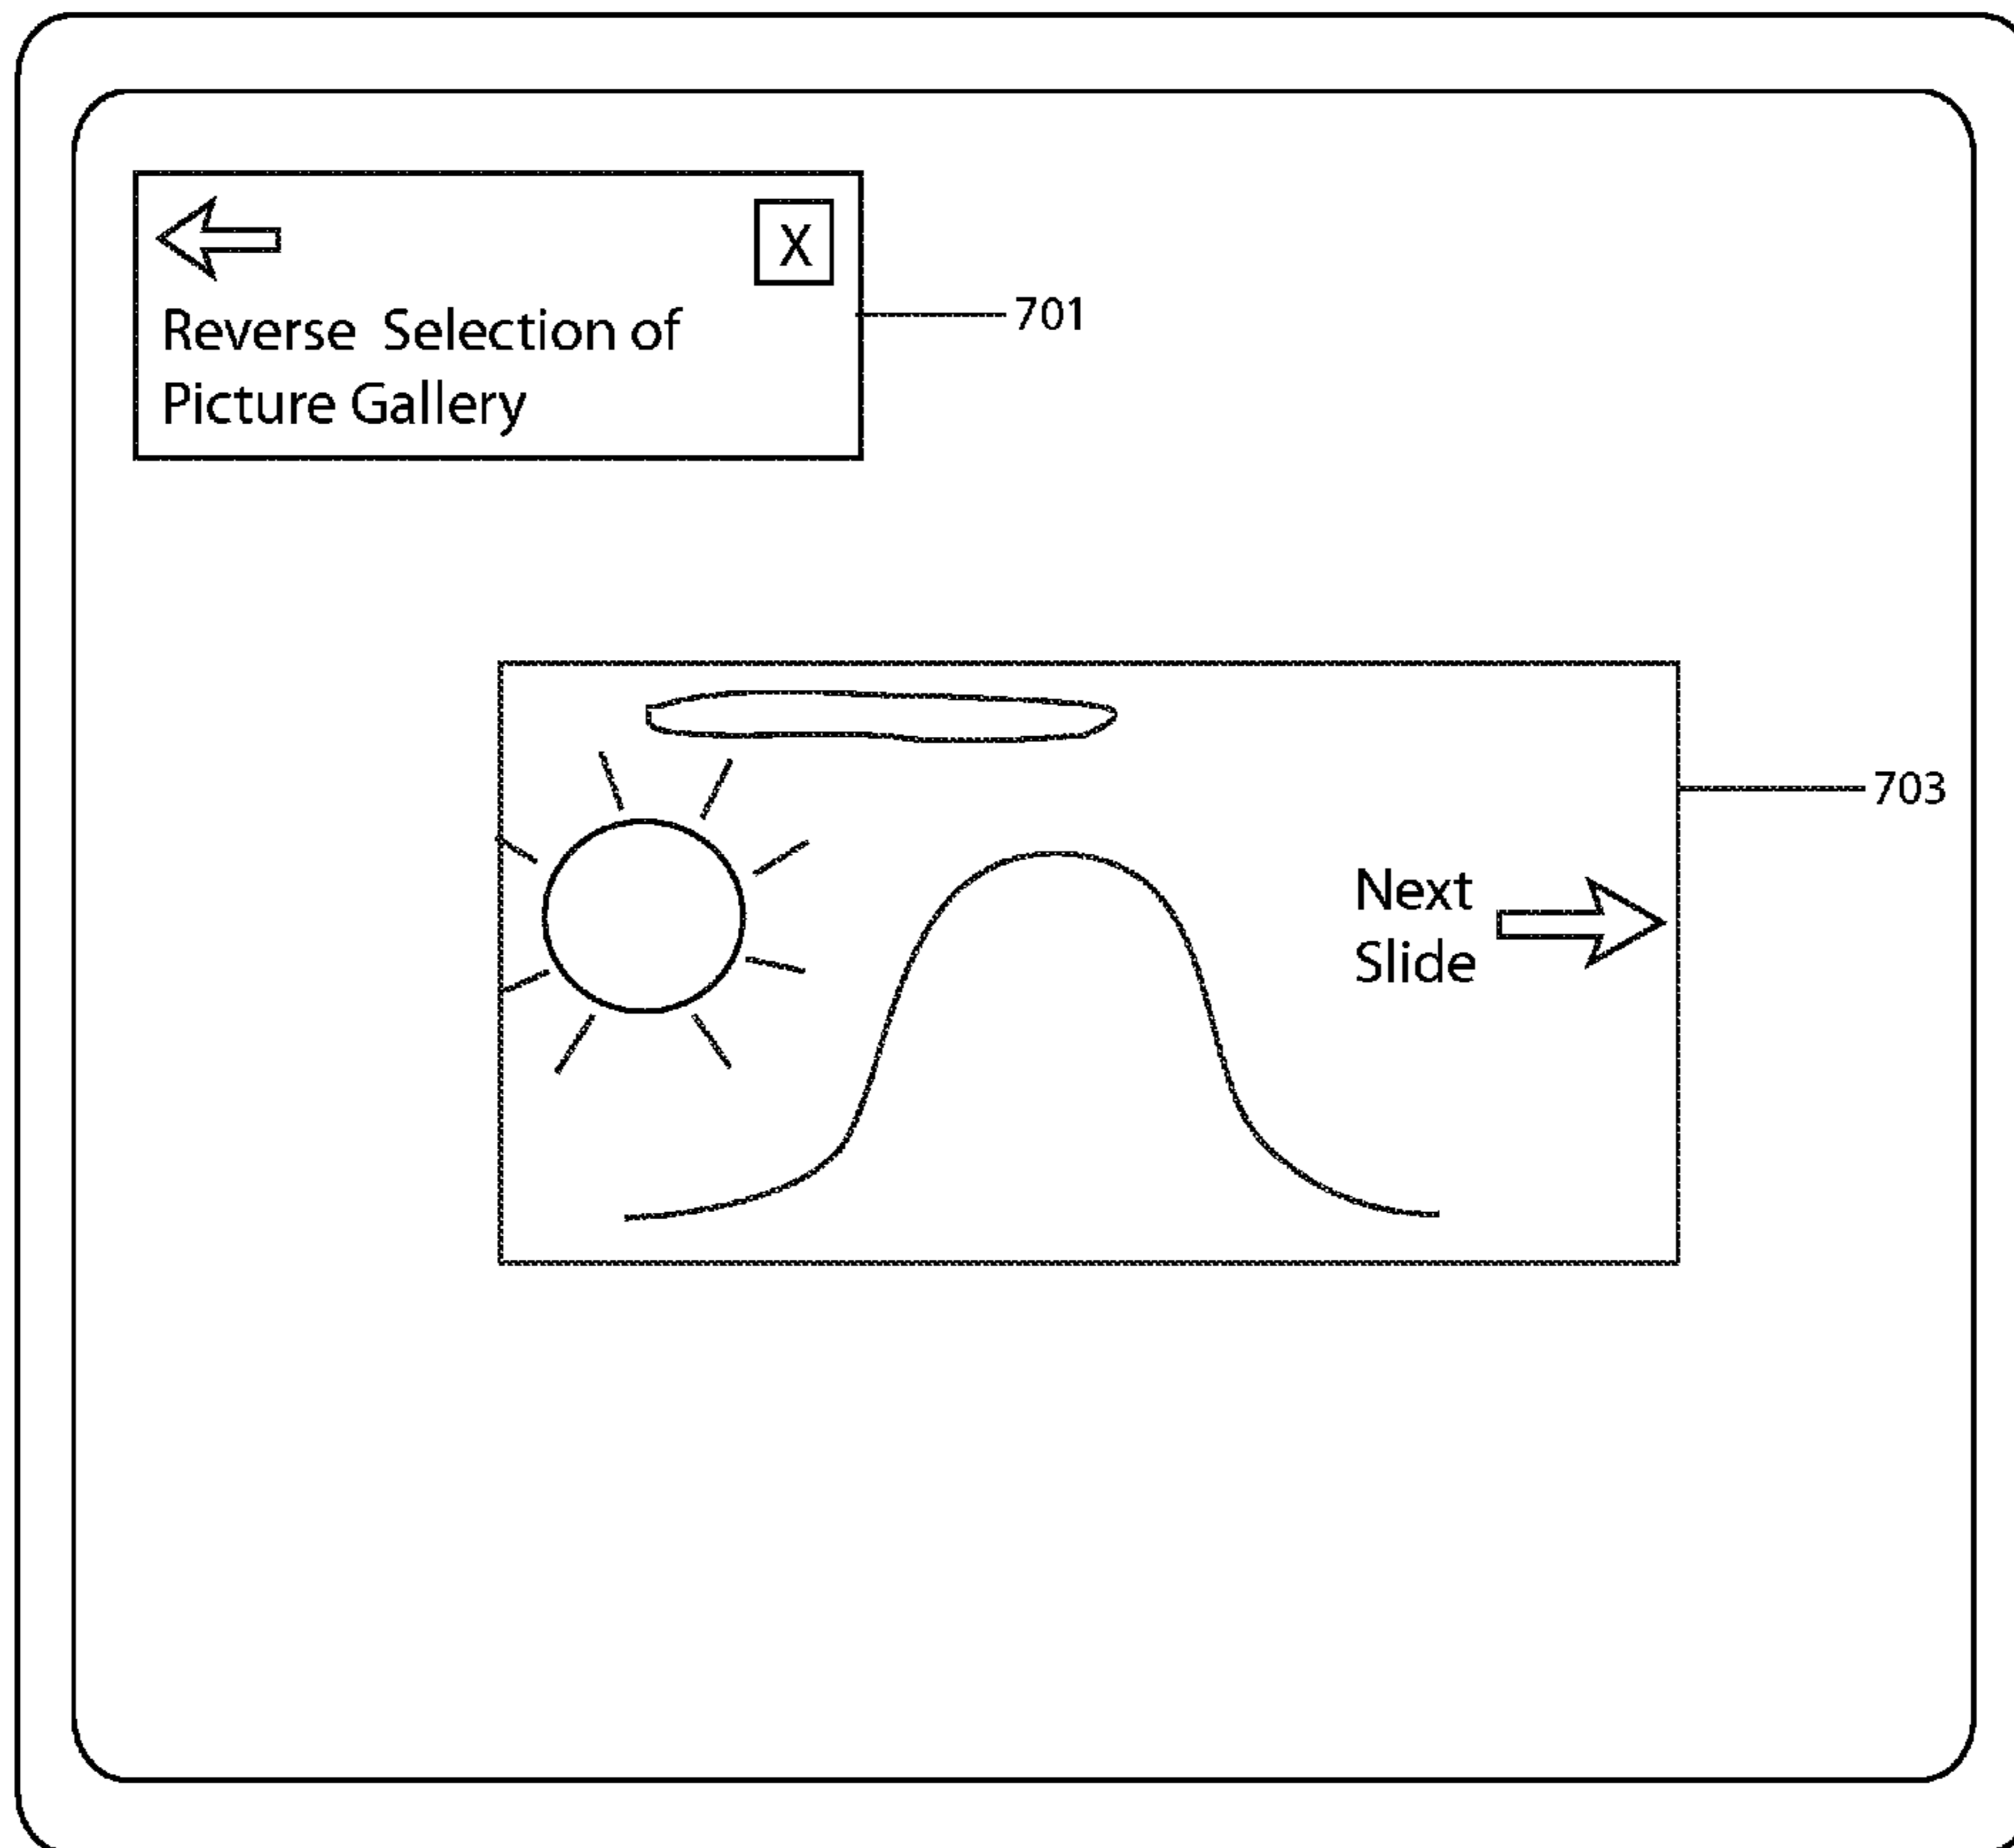 X
Reverse Selection of
Picture Gallery
701
703
Next
Slide